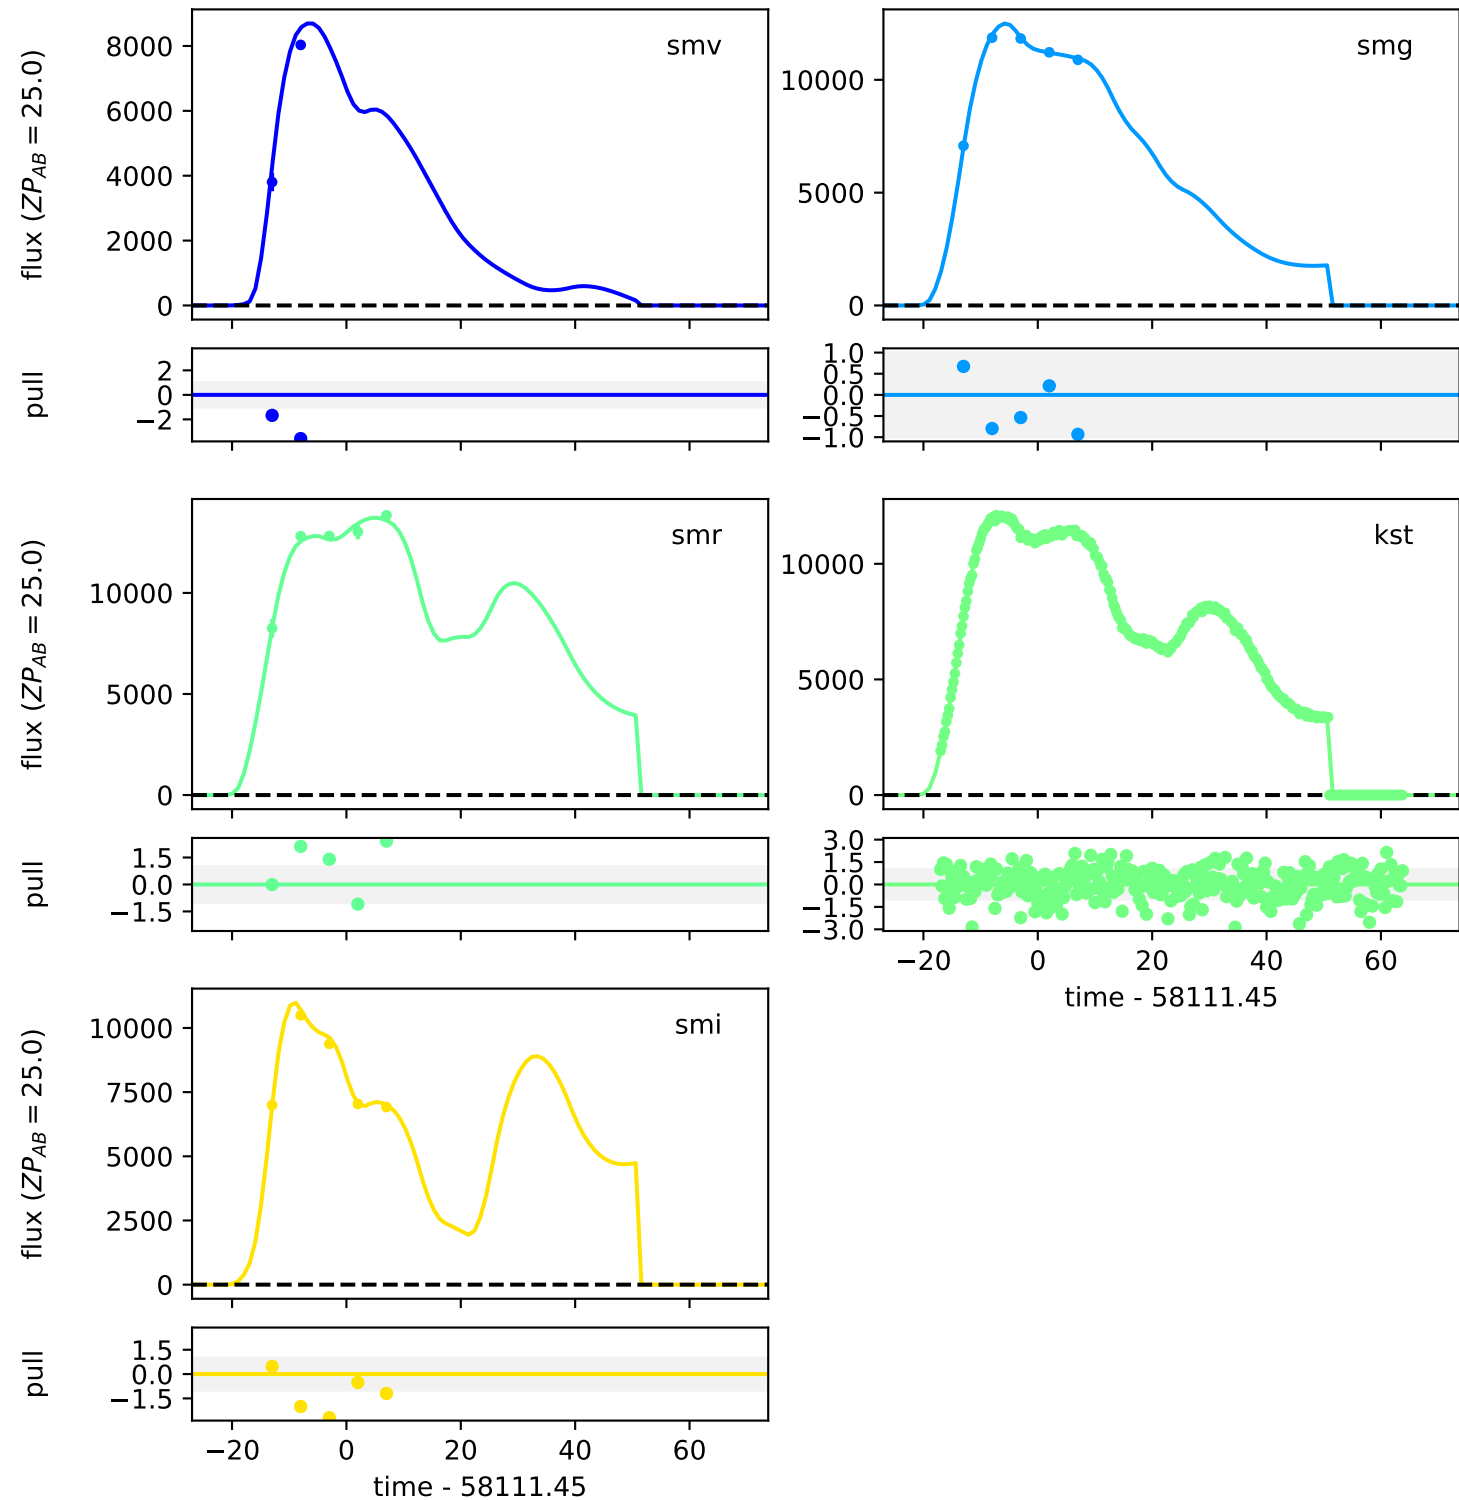 smv
flux (ZP_AB = 25.0)
8000
6000
4000
2000
0
pull
2
0
−2
smg
10000
5000
0
1.0
0.5
0.0
−0.5
−1.0
smr
flux (ZP_AB = 25.0)
10000
5000
0
pull
1.5
0.0
−1.5
kst
10000
5000
0
3.0
1.5
0.0
−1.5
−3.0
−20 0 20 40 60
time - 58111.45
smi
flux (ZP_AB = 25.0)
10000
7500
5000
2500
0
pull
1.5
0.0
−1.5
−20 0 20 40 60
time - 58111.45